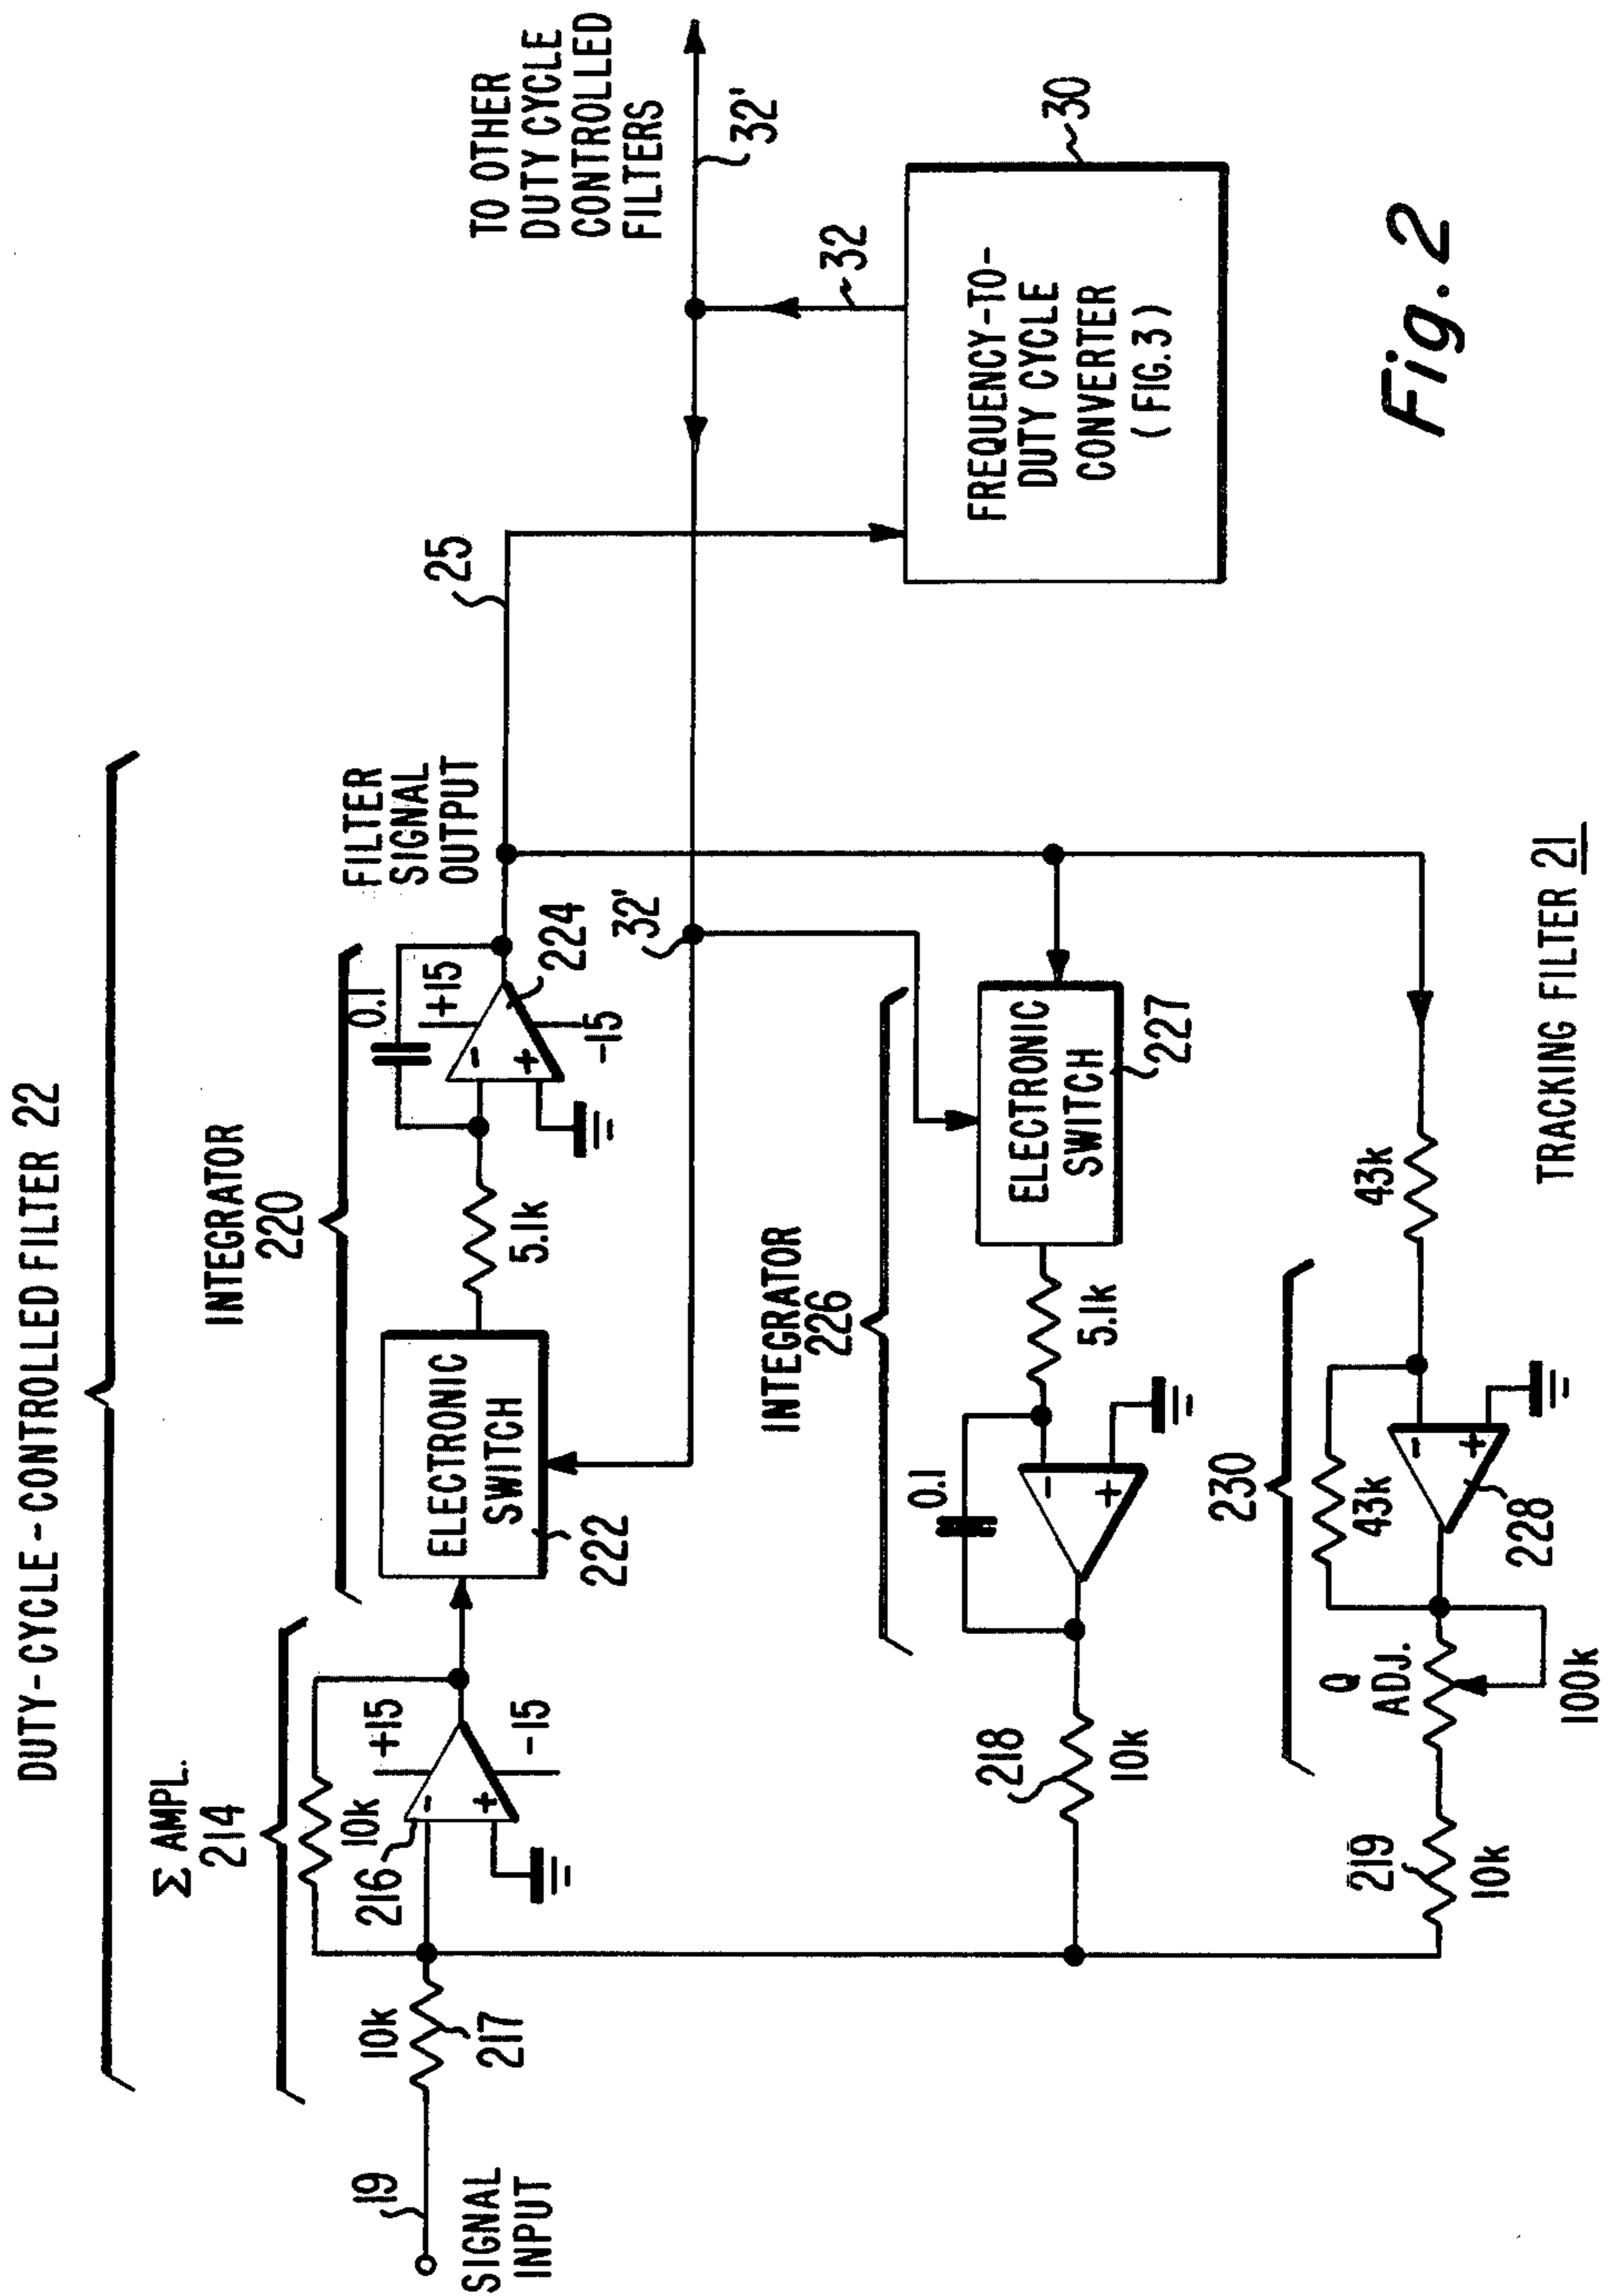 DUTY-CYCLE-CONTROLLED FILTER 22
Σ AMPL.
214
INTEGRATOR
220
19
SIGNAL
INPUT
10k
217
10k
216
+15
-15
-
+
ELECTRONIC
SWITCH
222
5.1k
0.1
+15
-
+
-15
224
FILTER
SIGNAL
OUTPUT
25
32'
TO OTHER
DUTY CYCLE
CONTROLLED
FILTERS
32'
32
30
FREQUENCY-TO-
DUTY CYCLE
CONVERTER
(FIG.3)
INTEGRATOR
226
218
10k
0.1
-
+
5.1k
ELECTRONIC
SWITCH
227
230
219
10k
Q
ADJ.
100k
43k
-
+
228
43k
TRACKING FILTER 21
Fig. 2